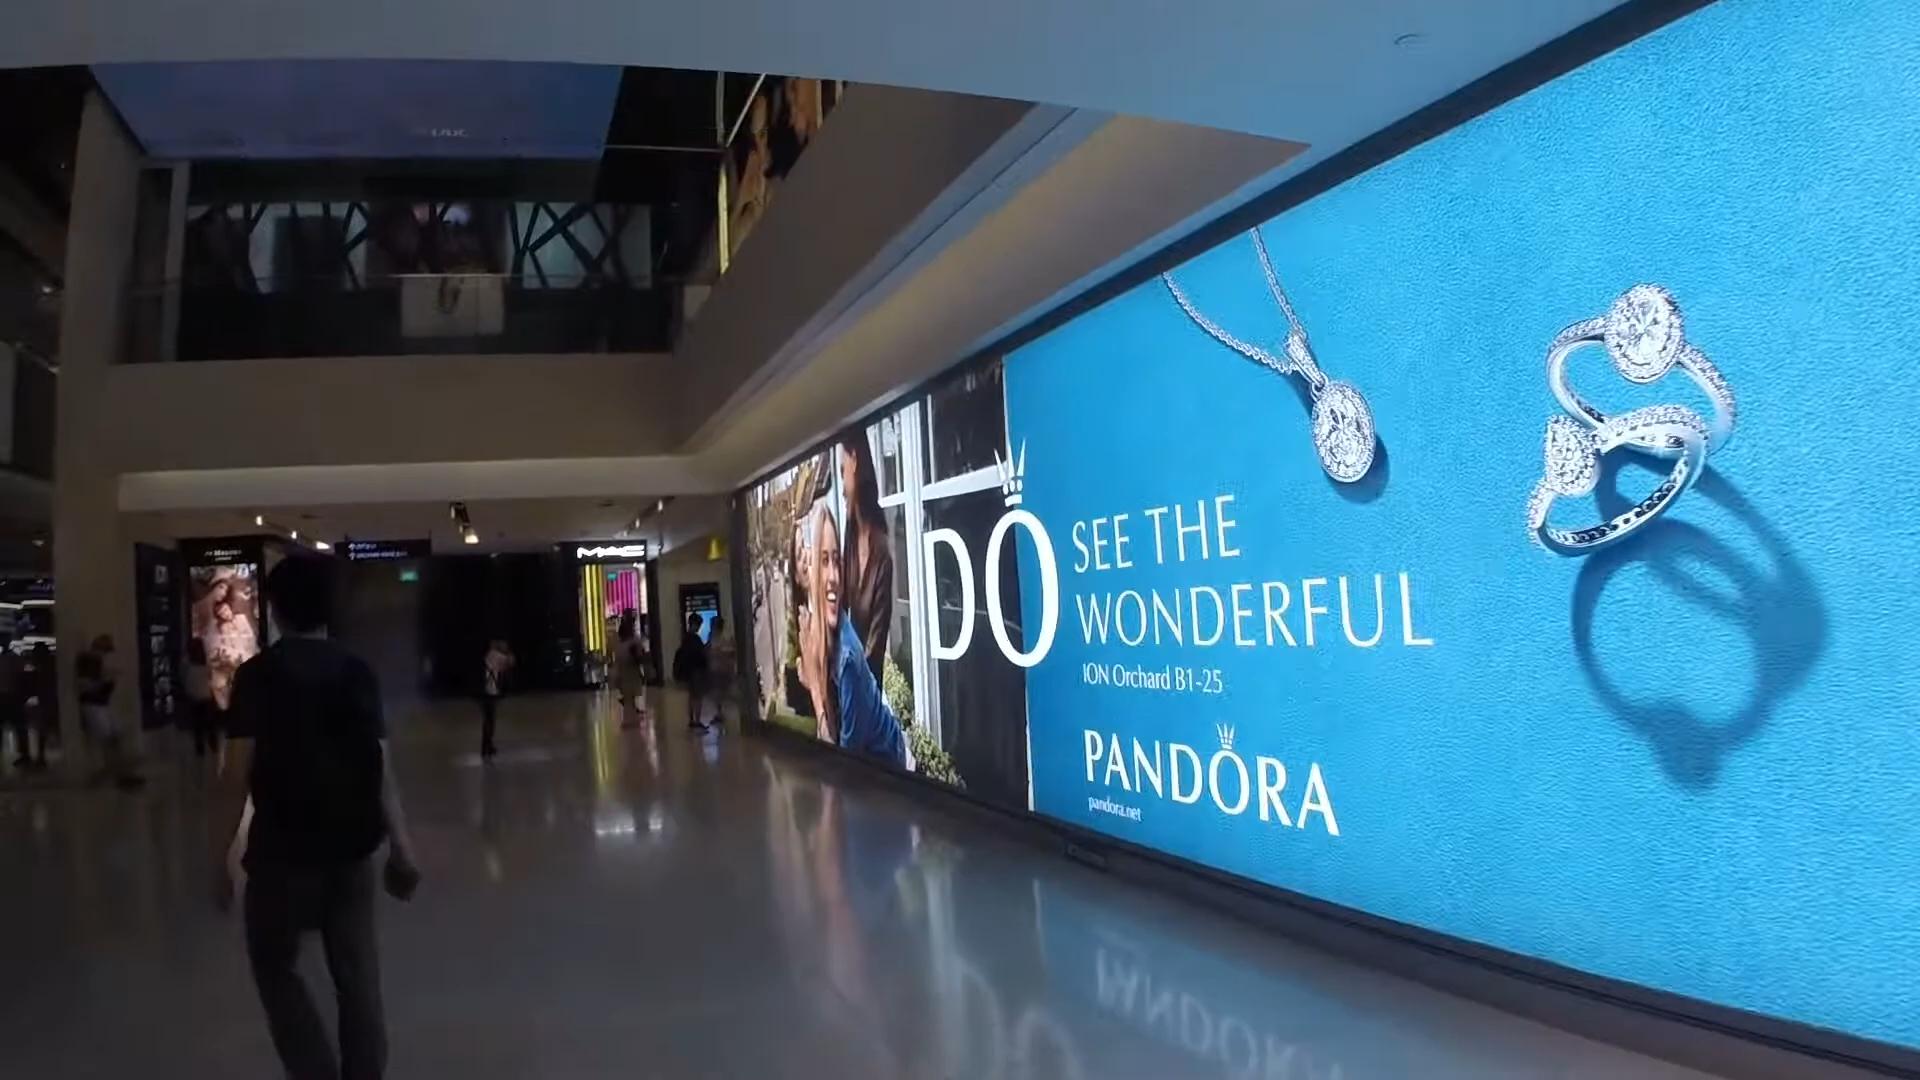 MAC
DO
SEE THE
WONDERFUL
ION Orchard B1-25
PANDORA
pandora.net